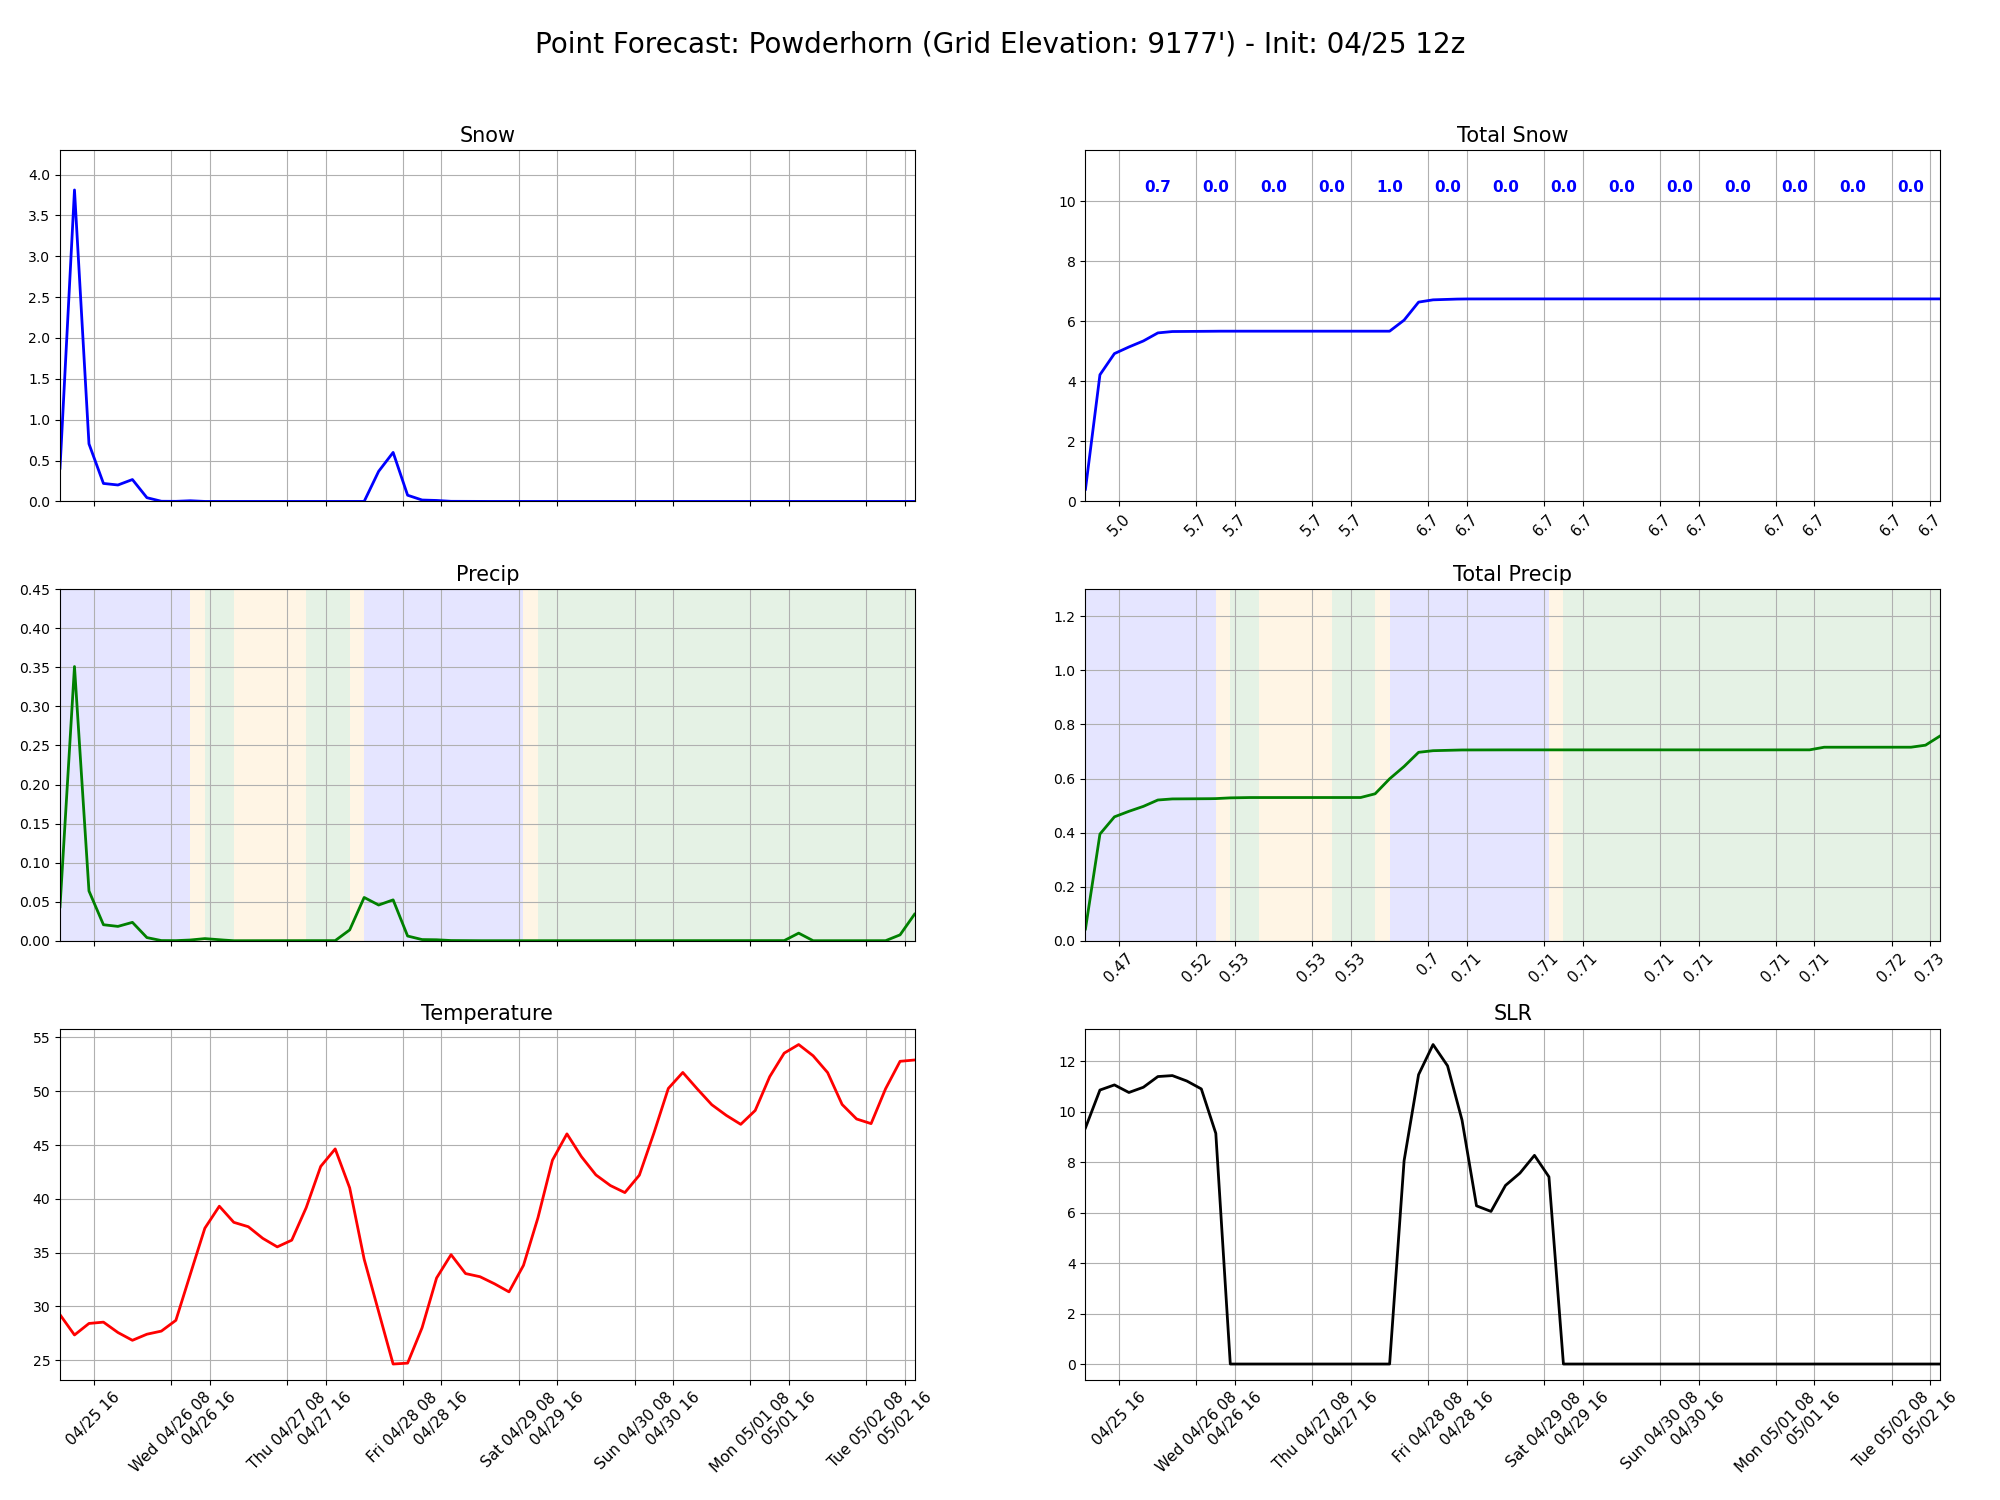 Point Forecast: Powderhorn (Grid Elevation: 9177') - Init: 04/25 12z
Snow
4.0
3.5
3.0
2.5
2.0
1.5
1.0
0.5
0.0
Total Snow
0.7 0.0 0.0 0.0 1.0 0.0 0.0 0.0 0.0 0.0 0.0 0.0 0.0 0.0
10
8
6
4
2
0
5.0 5.7 5.7 5.7 5.7 6.7 6.7 6.7 6.7 6.7 6.7 6.7 6.7 6.7 6.7
Precip
0.45
0.40
0.35
0.30
0.25
0.20
0.15
0.10
0.05
0.00
Total Precip
1.2
1.0
0.8
0.6
0.4
0.2
0.0
0.47 0.52 0.53 0.53 0.53 0.7 0.71 0.71 0.71 0.71 0.71 0.71 0.71 0.72 0.73
Temperature
55
50
45
40
35
30
25
04/25 16
Wed 04/26 08
04/26 16
Thu 04/27 08
04/27 16
Fri 04/28 08
04/28 16
Sat 04/29 08
04/29 16
Sun 04/30 08
04/30 16
Mon 05/01 08
05/01 16
Tue 05/02 08
05/02 16
SLR
12
10
8
6
4
2
0
04/25 16
Wed 04/26 08
04/26 16
Thu 04/27 08
04/27 16
Fri 04/28 08
04/28 16
Sat 04/29 08
04/29 16
Sun 04/30 08
04/30 16
Mon 05/01 08
05/01 16
Tue 05/02 08
05/02 16